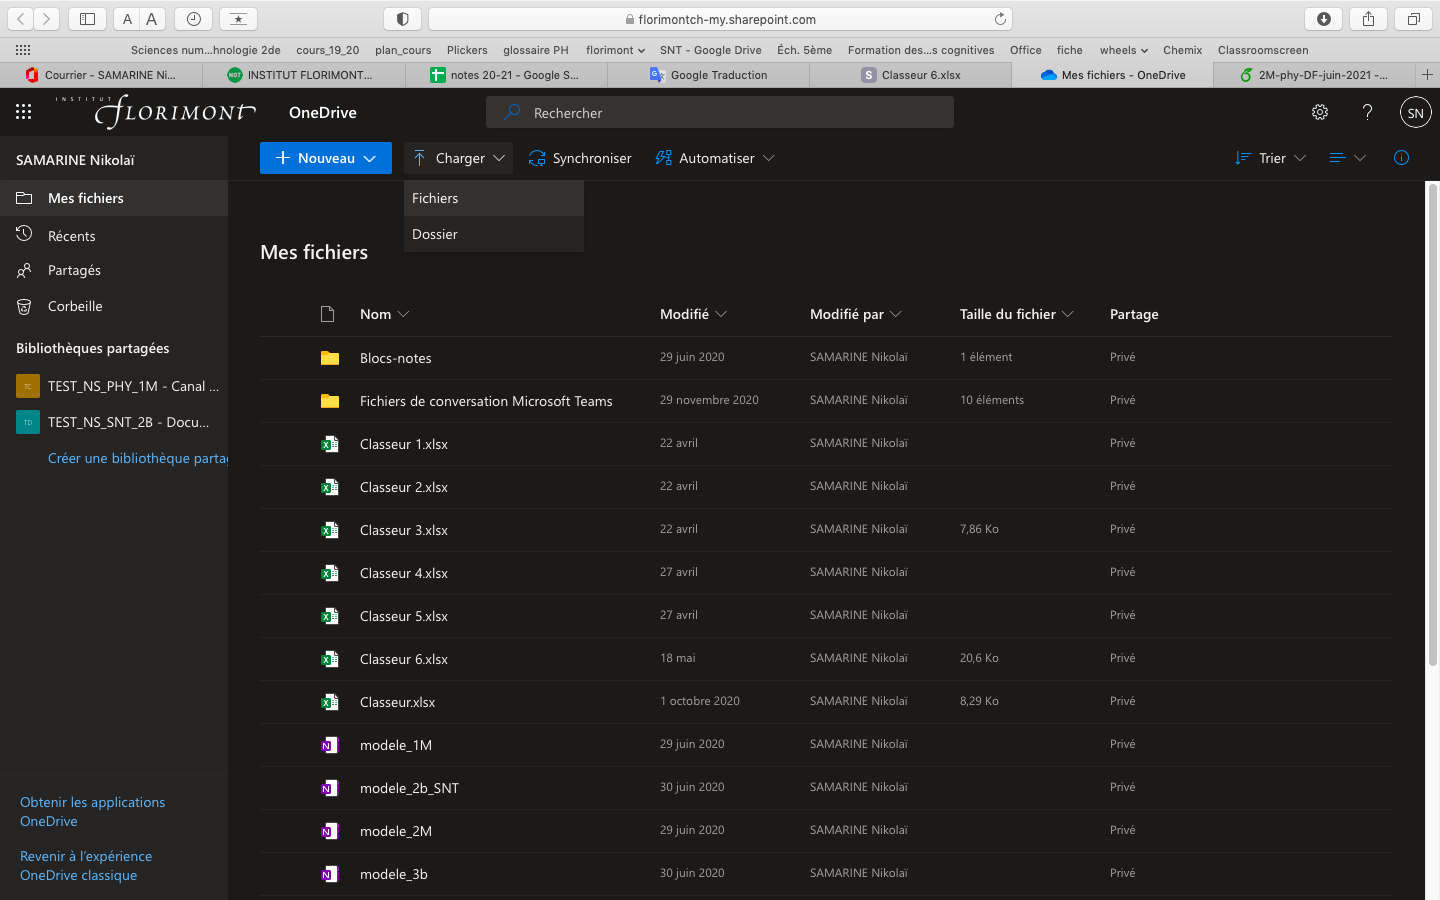 A A
florimontch-my.sharepoint.com
Sciences num...hnologie 2de cours_19_20 plan_cours Plickers glossaire PH florimont SNT - Google Drive Éch. 5ème Formation des...s cognitives Office fiche wheels Chemix Classroomscreen
Courrier - SAMARINE Ni... INSTITUT FLORIMONT... notes 20-21 - Google S... Google Traduction S Classeur 6.xlsx Mes fichiers - OneDrive 2M-phy-DF-juin-2021 -...
INSTITUT
FLORIMONT
OneDrive
Rechercher
? SN
SAMARINE Nikolaï
Nouveau Charger Synchroniser Automatiser Trier
Mes fichiers
Récents
Partagés
Corbeille
Bibliothèques partagées
TC TEST_NS_PHY_1M - Canal ...
TD TEST_NS_SNT_2B - Docu...
Créer une bibliothèque partag
Obtenir les applications
OneDrive
Revenir à l'expérience
OneDrive classique
Fichiers
Dossier
Mes fichiers
Nom Modifié Modifié par Taille du fichier Partage
Blocs-notes 29 juin 2020 SAMARINE Nikolaï 1 élément Privé
Fichiers de conversation Microsoft Teams 29 novembre 2020 SAMARINE Nikolaï 10 éléments Privé
Classeur 1.xlsx 22 avril SAMARINE Nikolaï Privé
Classeur 2.xlsx 22 avril SAMARINE Nikolaï Privé
Classeur 3.xlsx 22 avril SAMARINE Nikolaï 7,86 Ko Privé
Classeur 4.xlsx 27 avril SAMARINE Nikolaï Privé
Classeur 5.xlsx 27 avril SAMARINE Nikolaï Privé
Classeur 6.xlsx 18 mai SAMARINE Nikolaï 20,6 Ko Privé
Classeur.xlsx 1 octobre 2020 SAMARINE Nikolaï 8,29 Ko Privé
modele_1M 29 juin 2020 SAMARINE Nikolaï Privé
modele_2b_SNT 30 juin 2020 SAMARINE Nikolaï Privé
modele_2M 29 juin 2020 SAMARINE Nikolaï Privé
modele_3b 30 juin 2020 SAMARINE Nikolaï Privé